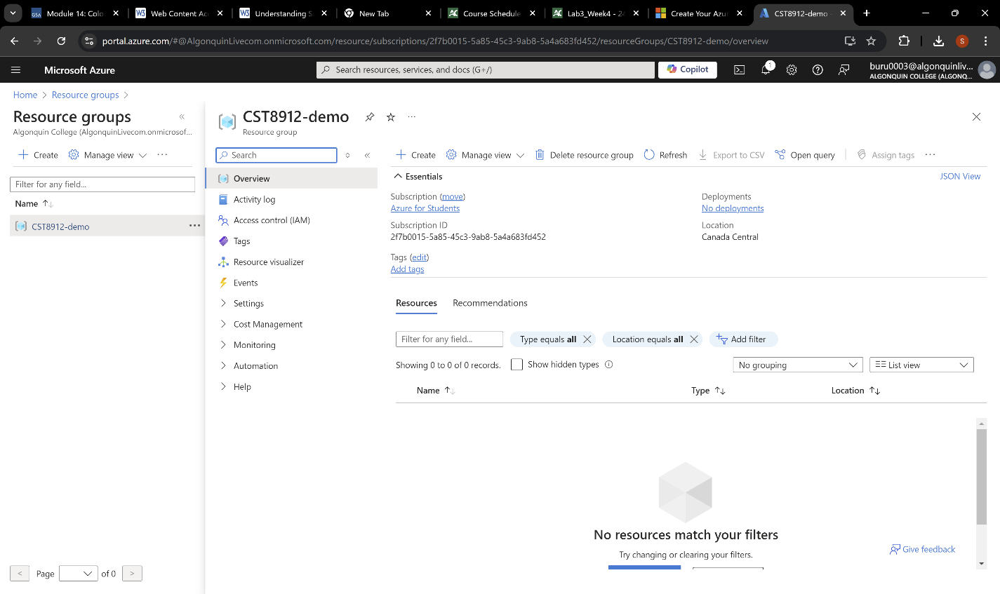 Module 14: Colo
Web Content Ac
Understanding S
New Tab
Course Schedule
Lab3_Week4 - 24
Create Your Azur
CST8912-demo -
portal.azure.com/#@AlgonquinLivecom.onmicrosoft.com/resource/subscriptions/2f7b0015-5a85-45c3-9ab8-5a4a683fd452/resourceGroups/CST8912-demo/overview
S
Microsoft Azure
Search resources, services, and docs (G+/)
Copilot
1
buru0003@algonquinliv...
ALGONQUIN COLLEGE (ALGONQ...
Home > Resource groups >
Resource groups
Algonquin College (AlgonquinLivecom.onmicrosof...
Create
Manage view
Filter for any field...
Name
CST8912-demo
Page
of 0
CST8912-demo
Resource group
Search
Overview
Activity log
Access control (IAM)
Tags
Resource visualizer
Events
Settings
Cost Management
Monitoring
Automation
Help
Create
Manage view
Delete resource group
Refresh
Export to CSV
Open query
Assign tags
Essentials
JSON View
Subscription (move)
Azure for Students
Subscription ID
2f7b0015-5a85-45c3-9ab8-5a4a683fd452
Tags (edit)
Add tags
Deployments
No deployments
Location
Canada Central
Resources
Recommendations
Filter for any field...
Type equals all
Location equals all
Add filter
Showing 0 to 0 of 0 records.
Show hidden types
No grouping
List view
Name
Type
Location
No resources match your filters
Try changing or clearing your filters.
Give feedback